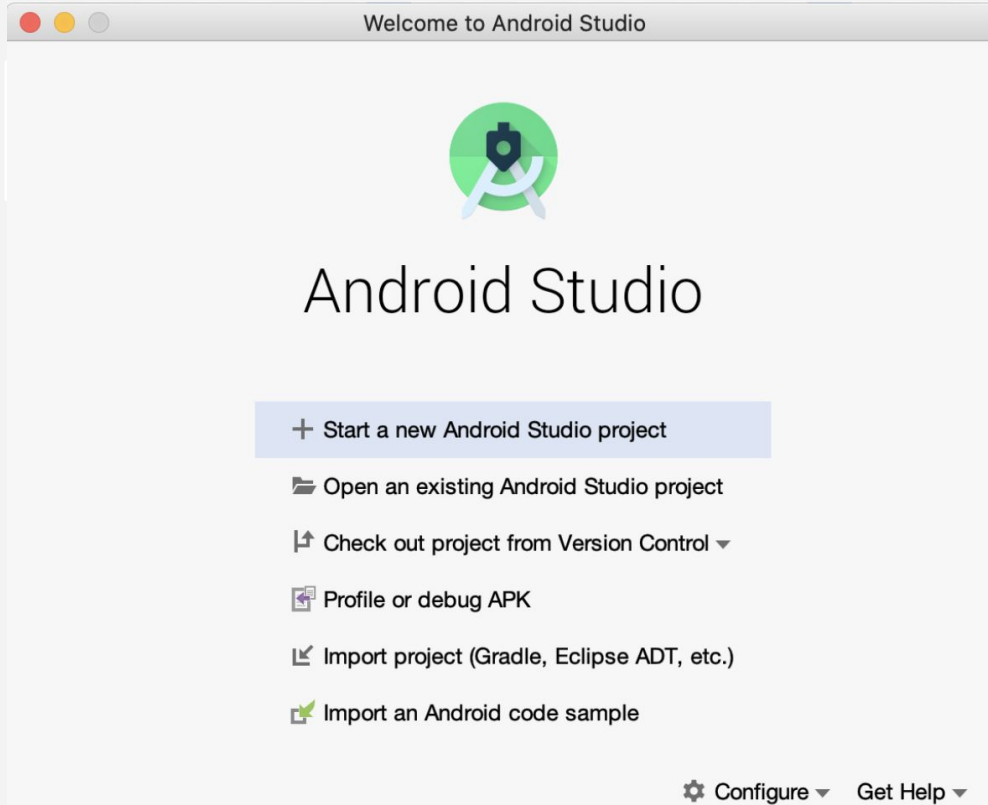 Welcome to Android Studio
Android Studio
Start a new Android Studio project
Open an existing Android Studio project
Check out project from Version Control
Profile or debug APK
Import project (Gradle, Eclipse ADT, etc.)
Import an Android code sample
Configure Get Help